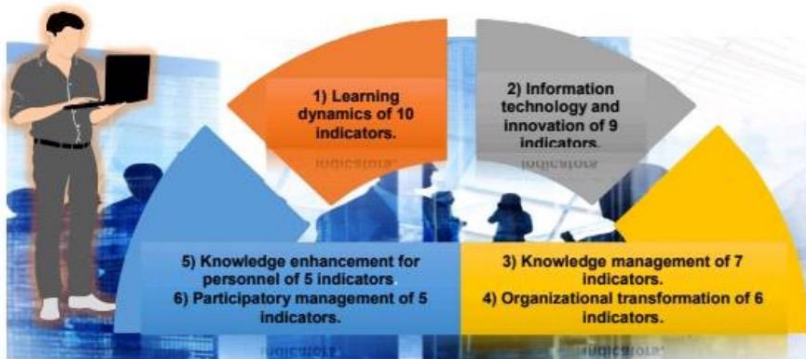 1) Learning
dynamics of 10
indicators.
2) Information
technology and
innovation of 9
indicators.
3) Knowledge management of 7
indicators.
4) Organizational transformation of 6
indicators.
5) Knowledge enhancement for
personnel of 5 indicators.
6) Participatory management of 5
indicators.